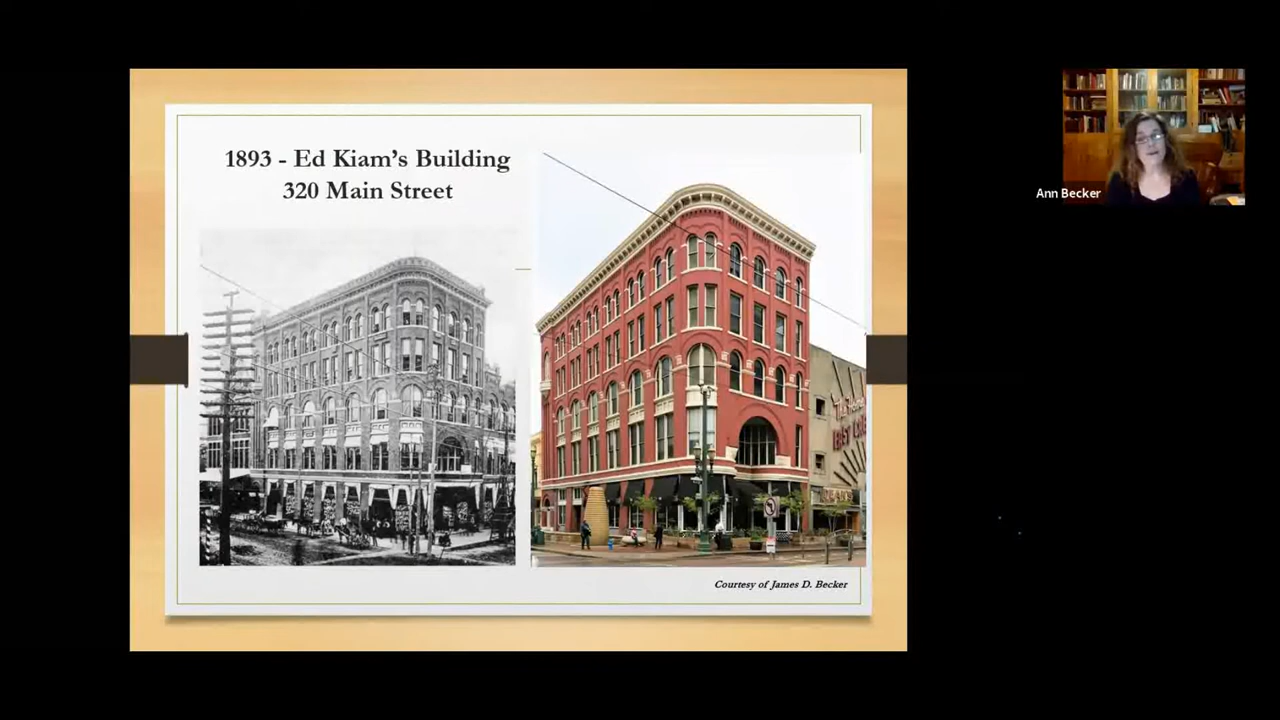 1893 - Ed Kiam's Building
320 Main Street
Courtesy of James D. Becker
Ann Becker